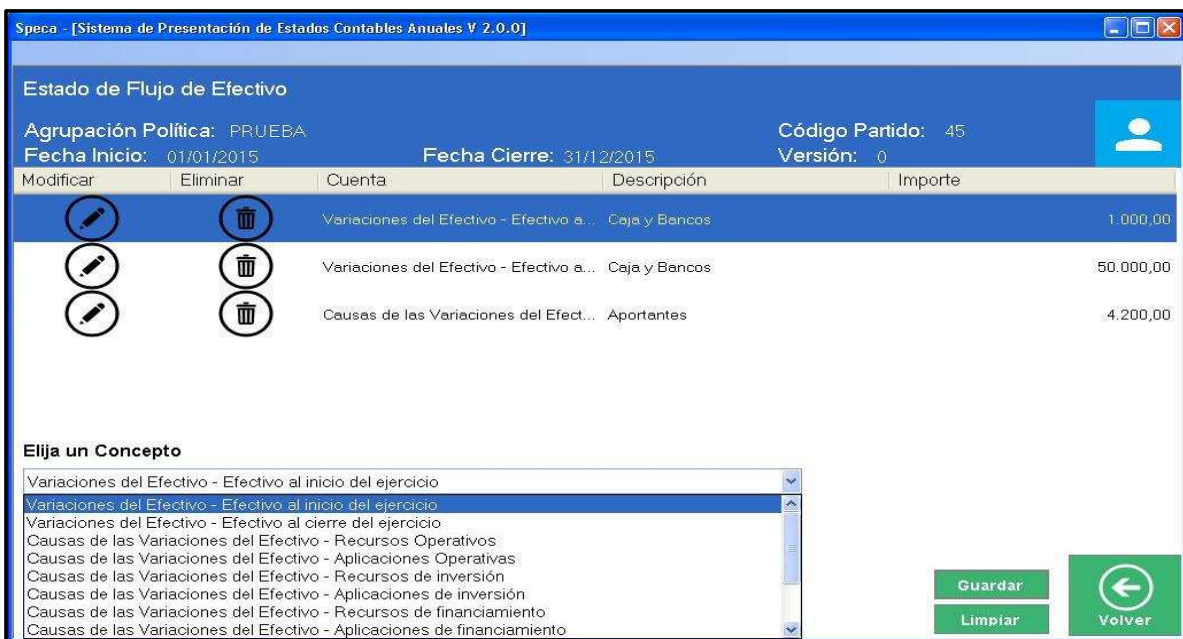 Speca - [Sistema de Presentación de Estados Contables Anuales V 2.0.0]
Estado de Flujo de Efectivo
Agrupación Política: PRUEBA Código Partido: 45
Fecha Inicio: 01/01/2015 Fecha Cierre: 31/12/2015 Versión: 0
Modificar Eliminar Cuenta Descripción Importe
Variaciones del Efectivo - Efectivo a... Caja y Bancos 1.000,00
Variaciones del Efectivo - Efectivo a... Caja y Bancos 50.000,00
Causas de las Variaciones del Efect... Aportantes 4.200,00
Elija un Concepto
Variaciones del Efectivo - Efectivo al inicio del ejercicio
Variaciones del Efectivo - Efectivo al inicio del ejercicio
Variaciones del Efectivo - Efectivo al cierre del ejercicio
Causas de las Variaciones del Efectivo - Recursos Operativos
Causas de las Variaciones del Efectivo - Aplicaciones Operativas
Causas de las Variaciones del Efectivo - Recursos de inversión
Causas de las Variaciones del Efectivo - Aplicaciones de inversión
Causas de las Variaciones del Efectivo - Recursos de financiamiento
Causas de las Variaciones del Efectivo - Aplicaciones de financiamiento
Guardar
Limpiar
Volver